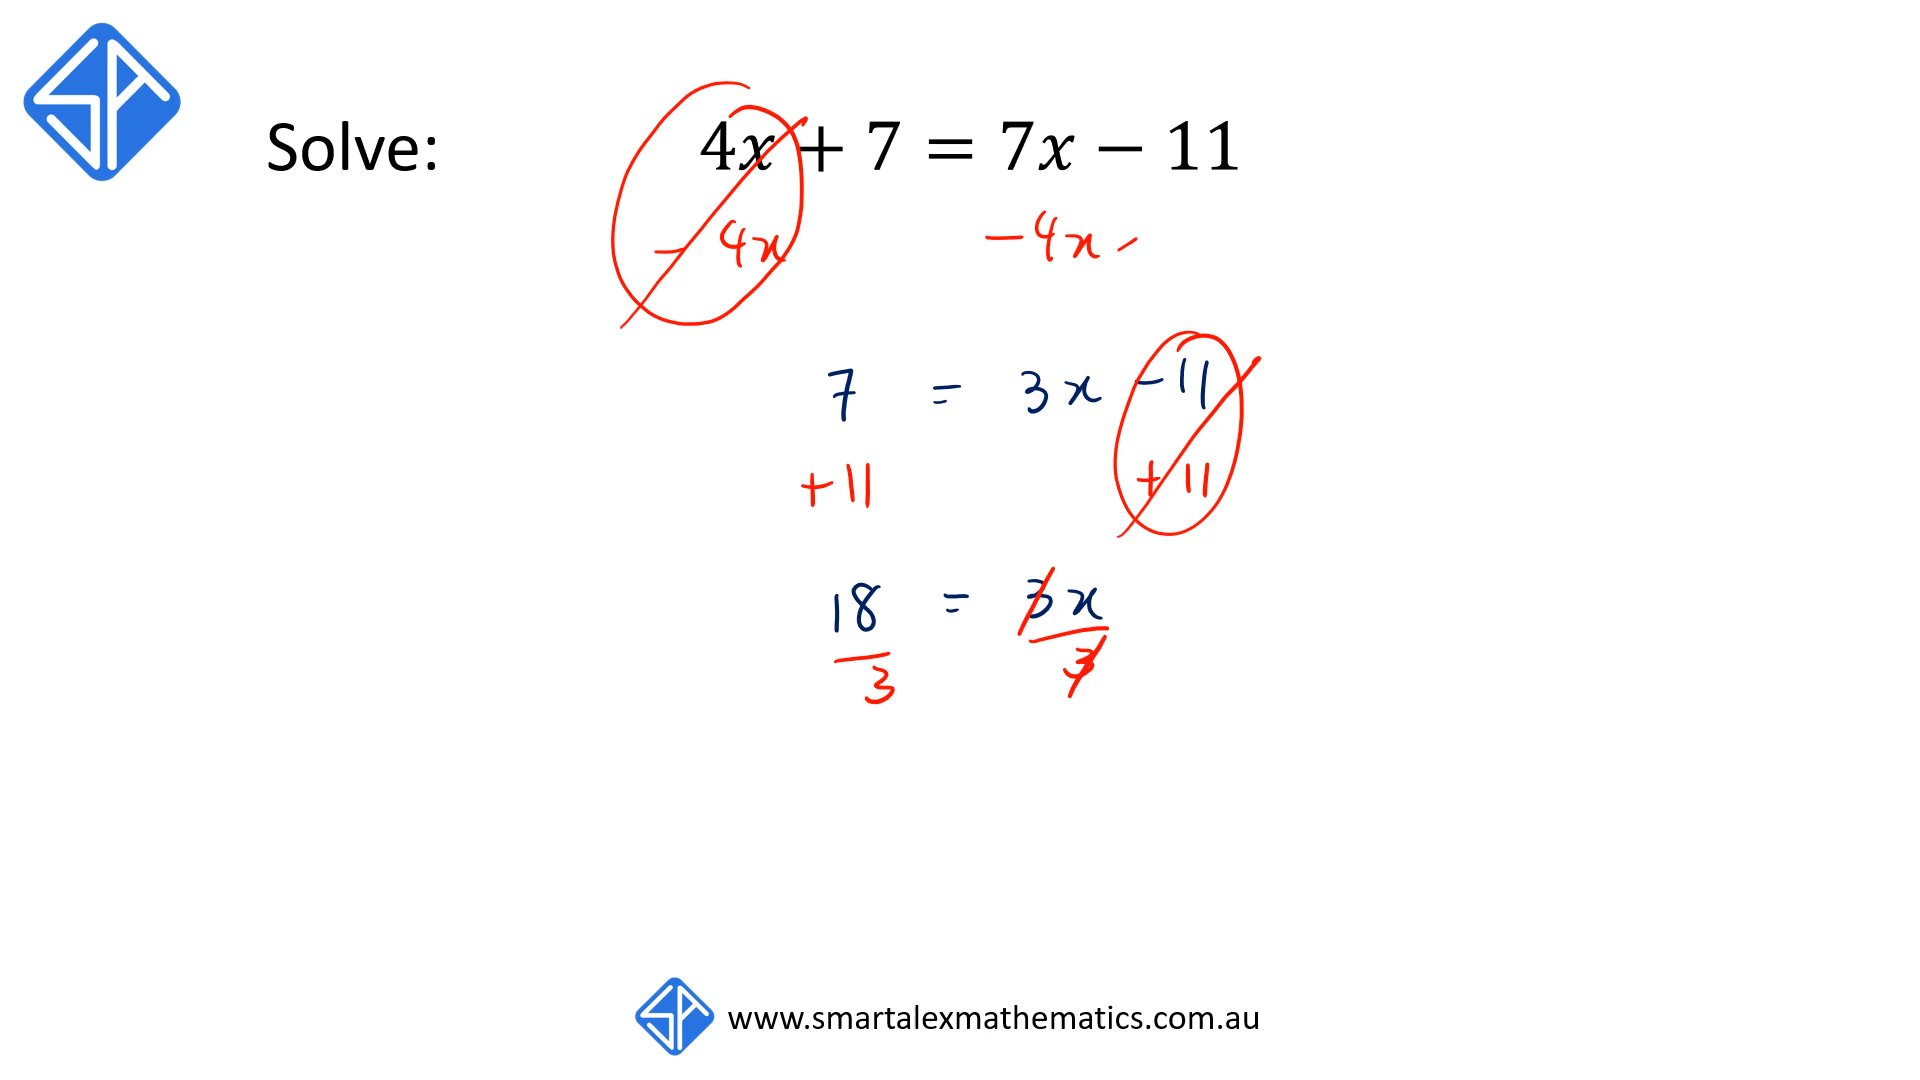 Solve: 4x + 7 = 7x − 11
− 4x −4x -
7 = 3x −11
+11 +11
18 = 3x
3 3
www.smartalexmathematics.com.au